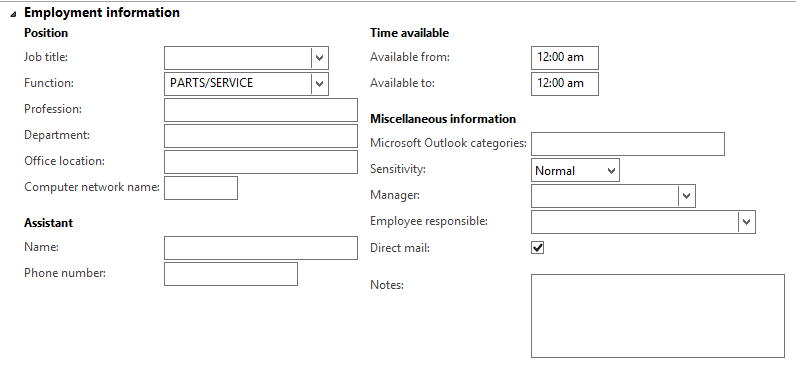 Employment information
Position
Job title:
Function: PARTS/SERVICE
Profession:
Department:
Office location:
Computer network name:
Assistant
Name:
Phone number:
Time available
Available from: 12:00 am
Available to: 12:00 am
Miscellaneous information
Microsoft Outlook categories:
Sensitivity: Normal
Manager:
Employee responsible:
Direct mail:
Notes: